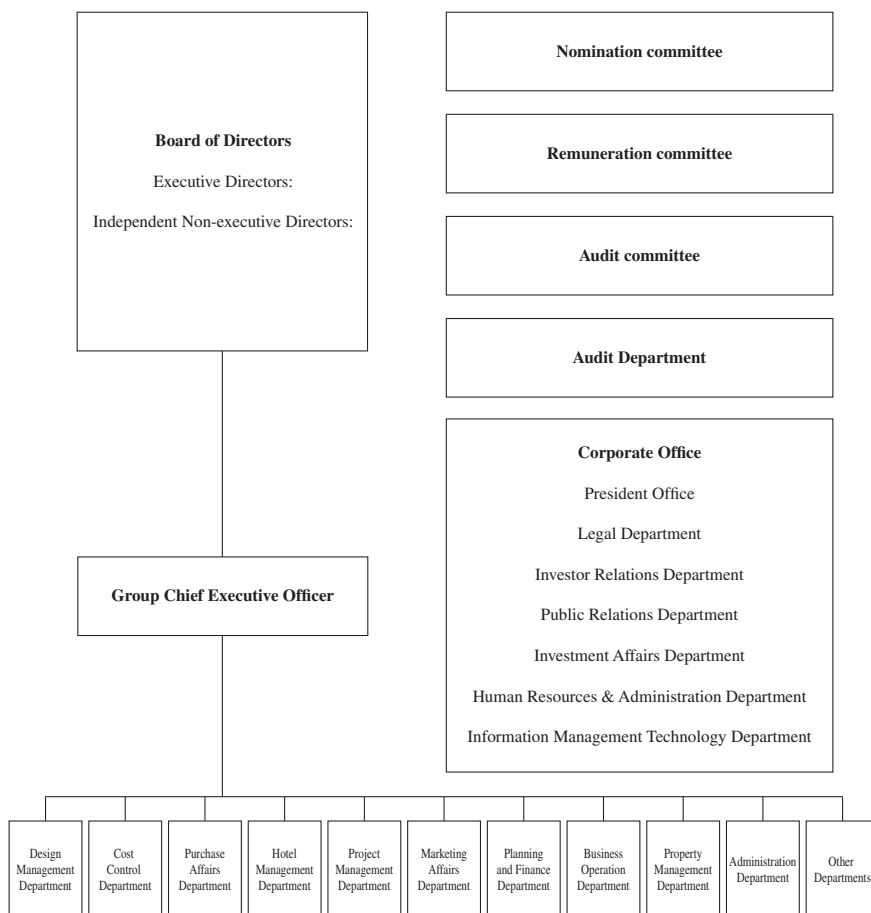 Board of Directors
Executive Directors:
Independent Non-executive Directors:
Nomination committee
Remuneration committee
Audit committee
Audit Department
Corporate Office
President Office
Legal Department
Investor Relations Department
Public Relations Department
Investment Affairs Department
Human Resources & Administration Department
Information Management Technology Department
Group Chief Executive Officer
Design
Management
Department
Cost
Control
Department
Purchase
Affairs
Department
Hotel
Management
Department
Project
Management
Department
Marketing
Affairs
Department
Planning
and Finance
Department
Business
Operation
Department
Property
Management
Department
Administration
Department
Other
Departments